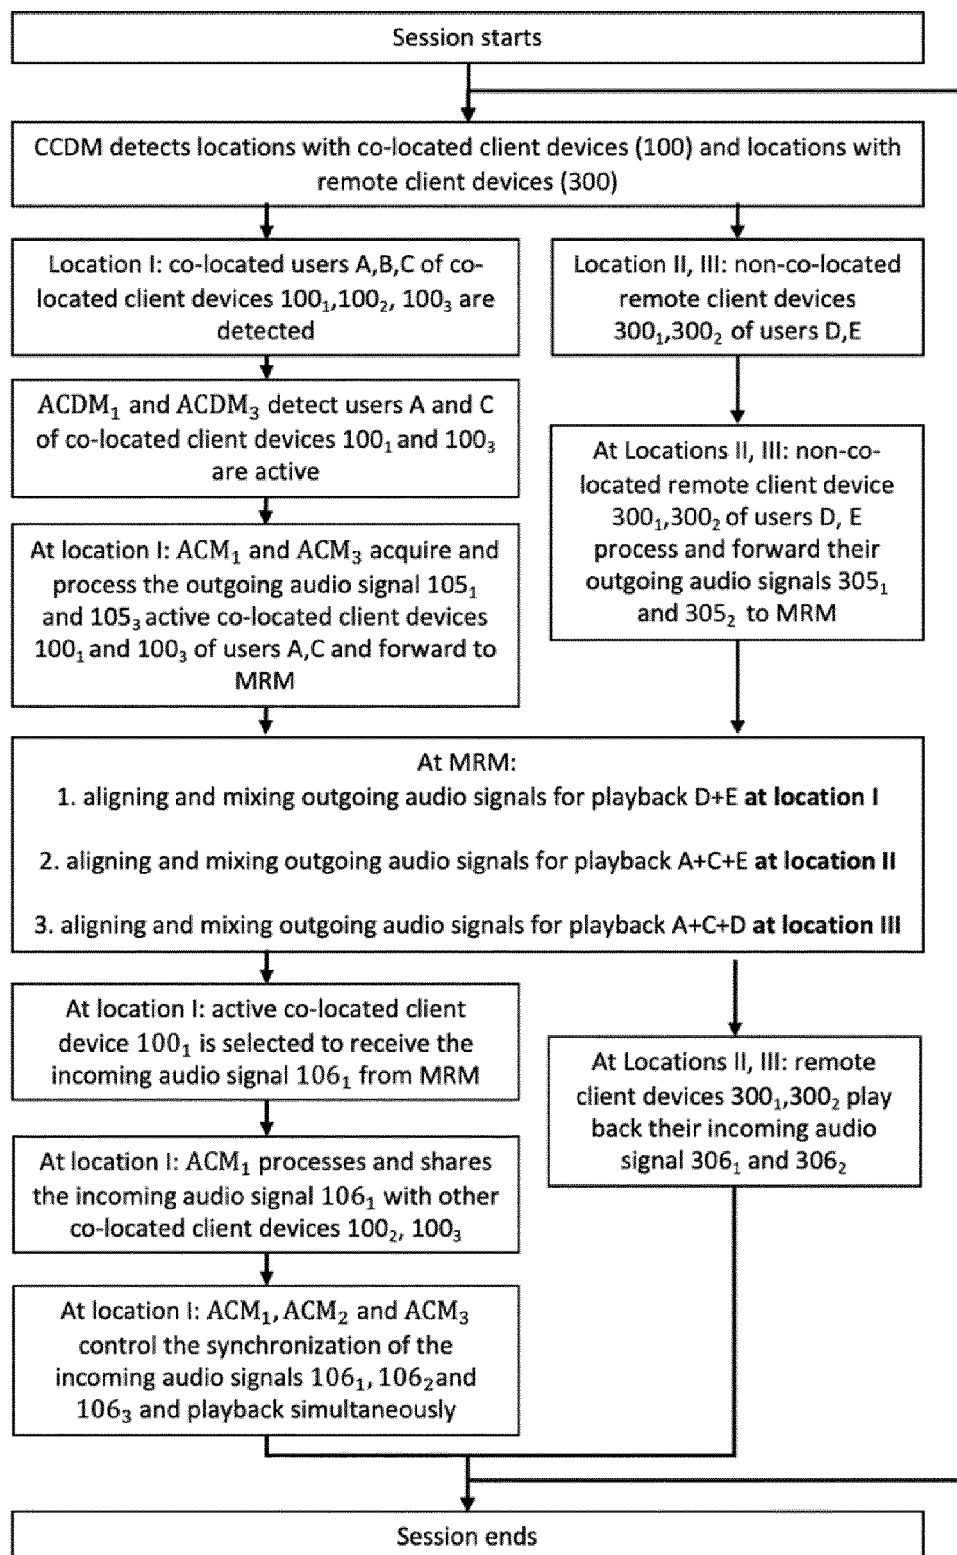 Session starts
CCDM detects locations with co-located client devices (100) and locations with
remote client devices (300)
Location I: co-located users A,B,C of co-
located client devices 100₁,100₂, 100₃ are
detected
Location II, III: non-co-located
remote client devices
300₁,300₂ of users D,E
ACDM₁ and ACDM₃ detect users A and C
of co-located client devices 100₁ and 100₃
are active
At Locations II, III: non-co-
located remote client device
300₁,300₂ of users D, E
process and forward their
outgoing audio signals 305₁
and 305₂ to MRM
At location I: ACM₁ and ACM₃ acquire and
process the outgoing audio signal 105₁
and 105₃ active co-located client devices
100₁ and 100₃ of users A,C and forward to
MRM
At MRM:
1. aligning and mixing outgoing audio signals for playback D+E at location I
2. aligning and mixing outgoing audio signals for playback A+C+E at location II
3. aligning and mixing outgoing audio signals for playback A+C+D at location III
At location I: active co-located client
device 100₁ is selected to receive the
incoming audio signal 106₁ from MRM
At Locations II, III: remote
client devices 300₁,300₂ play
back their incoming audio
signal 306₁ and 306₂
At location I: ACM₁ processes and shares
the incoming audio signal 106₁ with other
co-located client devices 100₂, 100₃
At location I: ACM₁, ACM₂ and ACM₃
control the synchronization of the
incoming audio signals 106₁, 106₂and
106₃ and playback simultaneously
Session ends